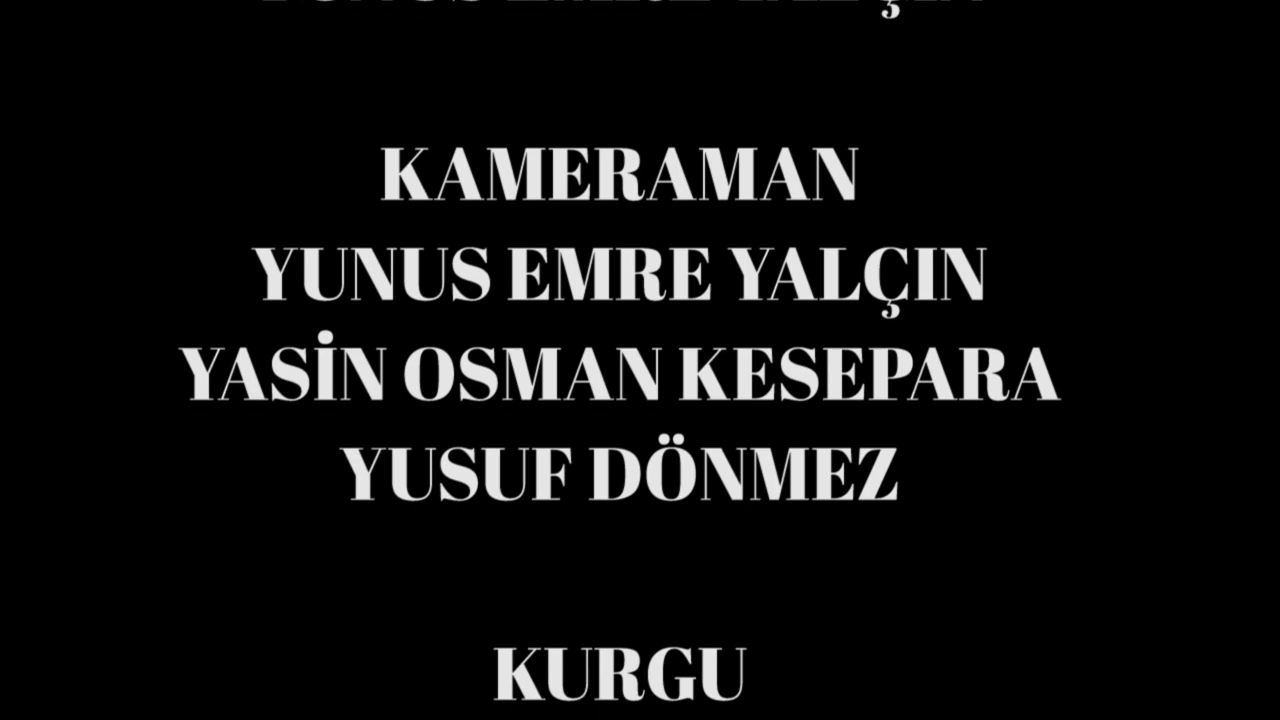 KAMERAMAN
YUNUS EMRE YALÇIN
YASİN OSMAN KESEPARA
YUSUF DÖNMEZ
KURGU